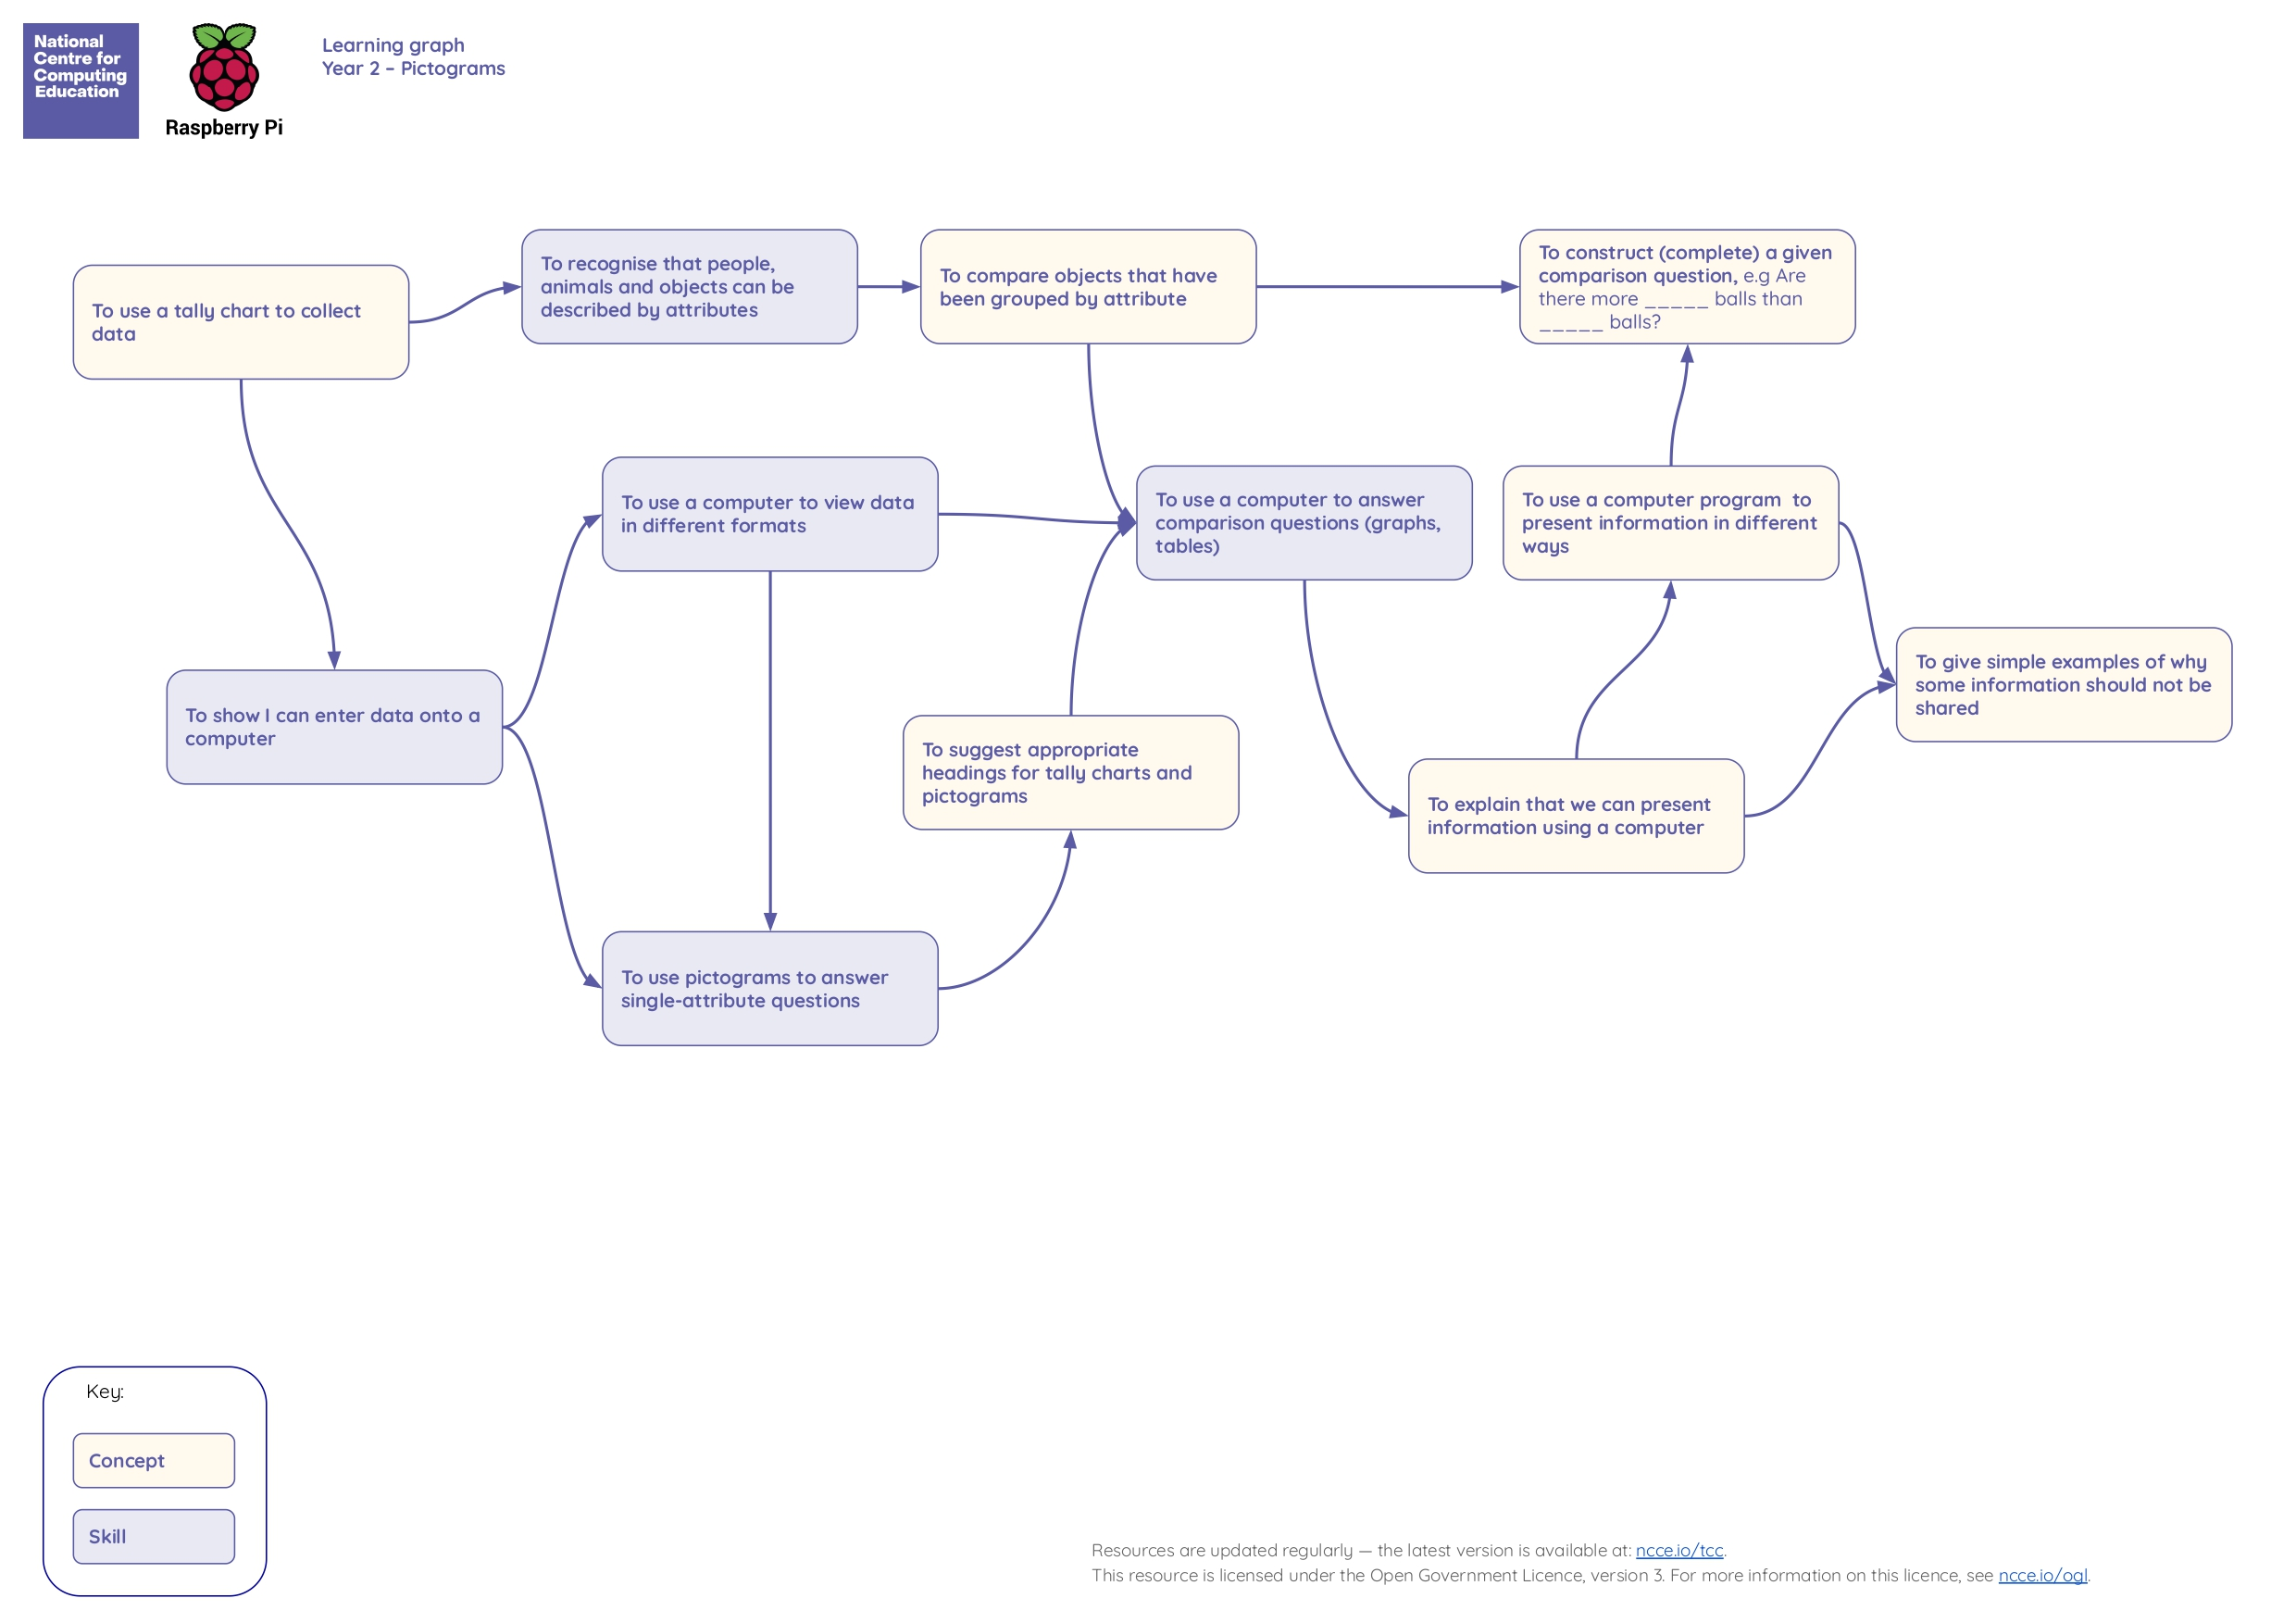 National
Centre for
Computing
Education
Raspberry Pi
Learning graph
Year 2 – Pictograms
To use a tally chart to collect
data
To recognise that people,
animals and objects can be
described by attributes
To compare objects that have
been grouped by attribute
To construct (complete) a given
comparison question, e.g Are
there more _____ balls than
_____ balls?
To use a computer to view data
in different formats
To use a computer to answer
comparison questions (graphs,
tables)
To use a computer program  to
present information in different
ways
To give simple examples of why
some information should not be
shared
To show I can enter data onto a
computer
To suggest appropriate
headings for tally charts and
pictograms
To explain that we can present
information using a computer
To use pictograms to answer
single-attribute questions
Key:
Concept
Skill
Resources are updated regularly — the latest version is available at: ncce.io/tcc.
This resource is licensed under the Open Government Licence, version 3. For more information on this licence, see ncce.io/ogl.